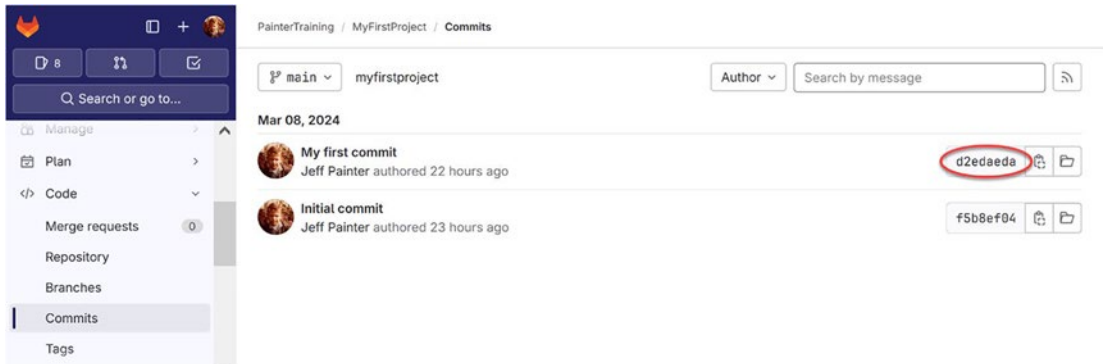 PainterTraining / MyFirstProject / Commits
8
Search or go to...
main
myfirstproject
Author
Search by message
Manage
Plan
Code
Merge requests 0
Repository
Branches
Commits
Tags
Mar 08, 2024
My first commit
Jeff Painter authored 22 hours ago
d2edaeda
Initial commit
Jeff Painter authored 23 hours ago
f5b8ef04